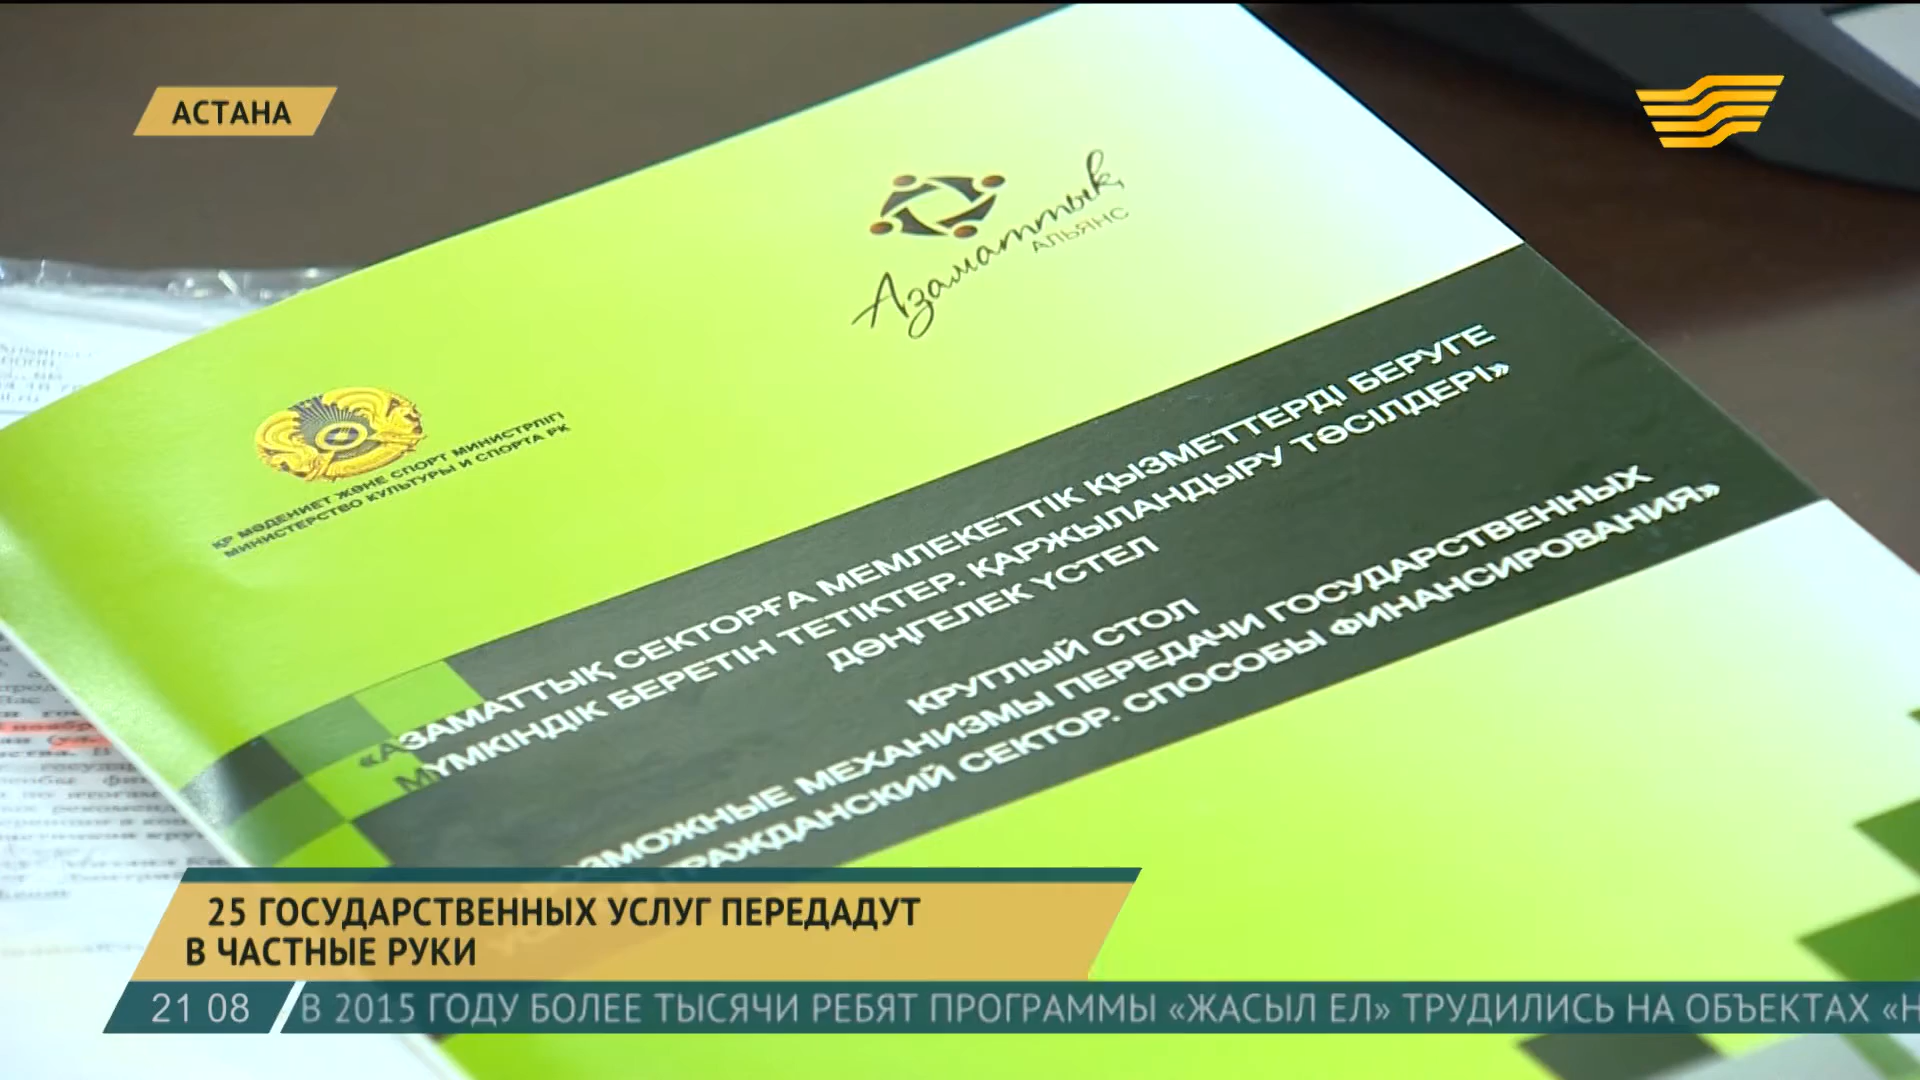 АСТАНА
Азаматтық
АЛЬЯНС
ҚР МӘДЕНИЕТ ЖӘНЕ СПОРТ МИНИСТРЛІГІ
МИНИСТЕРСТВО КУЛЬТУРЫ И СПОРТА РК
«АЗАМАТТЫҚ СЕКТОРҒА МЕМЛЕКЕТТІК ҚЫЗМЕТТЕРДІ БЕРУГЕ
МҮМКІНДІК БЕРЕТІН ТЕТІКТЕР. ҚАРЖЫЛАНДЫРУ ТӘСІЛДЕРІ»
ДӨҢГЕЛЕК ҮСТЕЛ
КРУГЛЫЙ СТОЛ
МЕХАНИЗМЫ ПЕРЕДАЧИ ГОСУДАРСТВЕННЫХ
ГРАЖДАНСКИЙ СЕКТОР. СПОСОБЫ ФИНАНСИРОВАНИЯ»
25 ГОСУДАРСТВЕННЫХ УСЛУГ ПЕРЕДАДУТ
В ЧАСТНЫЕ РУКИ
21 08
В 2015 ГОДУ БОЛЕЕ ТЫСЯЧИ РЕБЯТ ПРОГРАММЫ «ЖАСЫЛ ЕЛ» ТРУДИЛИСЬ НА ОБЪЕКТАХ «Н